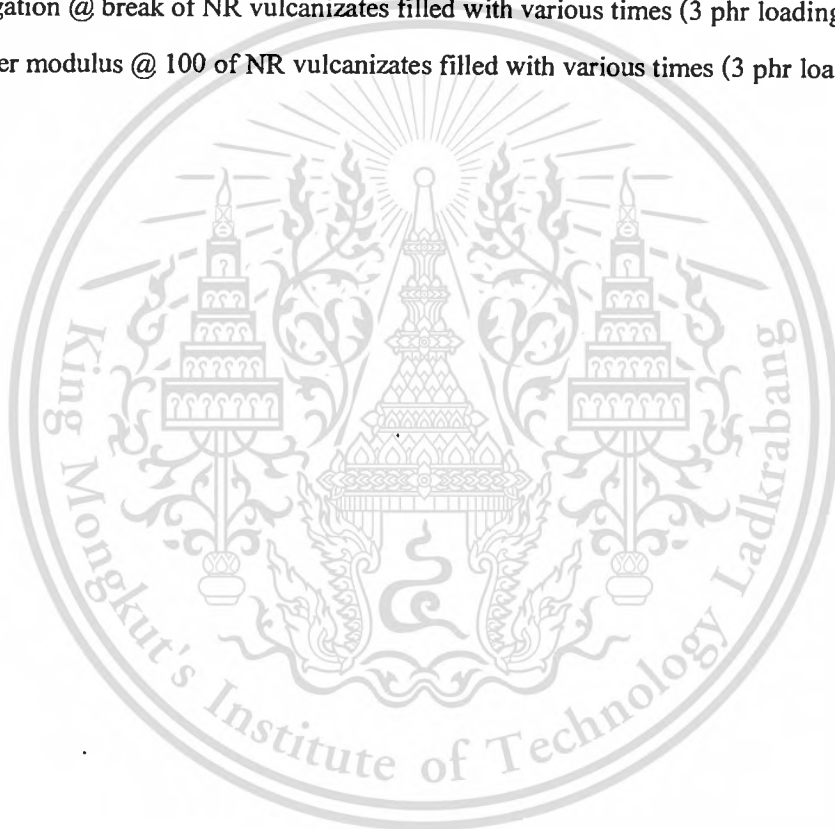 gation @ break of NR vulcanizates filled with various times (3 phr loading
er modulus @ 100 of NR vulcanizates filled with various times (3 phr loa
King Mongkut's Institute of Technology Ladkrabang